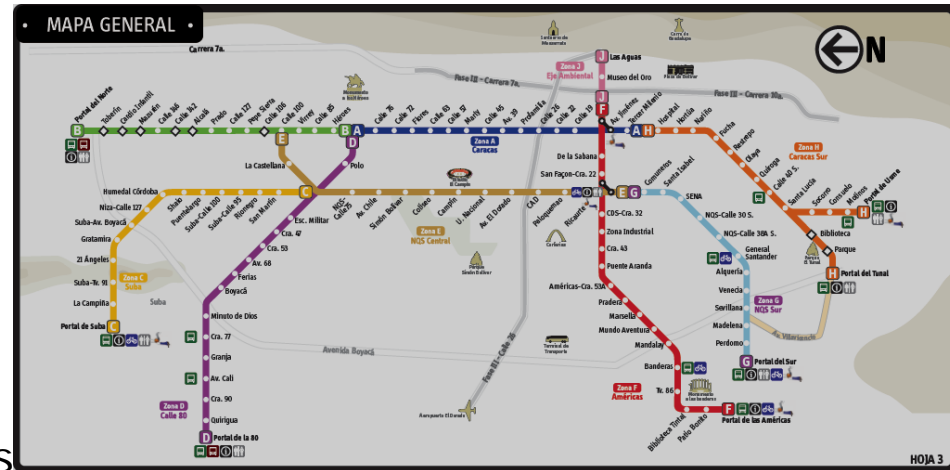 MAPA GENERAL
N
Carrera 7a.
Las Aguas
Zona J
Eje Ambiental
Museo del Oro
Fase III - Carrera 7a.
Fase III - Carrera 10a.
Portal del Norte
Toberín
Cardio Infantil
Mazurén
Calle 146
Calle 142
Alcalá
Prado
Calle 127
Pepe Sierra
Calle 106
Calle 100
Virrey
Calle 85
Héroes
Calle 76
Calle 72
Flores
Calle 63
Calle 57
Marly
Calle 45
Av. 39
Profamilia
Calle 26
Calle 22
Calle 19
Av. Jiménez
Tercer Milenio
Hospital
Hortúa
Nariño
Fucha
Restrepo
Olaya
Quiroga
Calle 40 S.
Santa Lucía
Socorro
Consuelo
Molinos
Portal de Usme
Zona H
Caracas Sur
Biblioteca
Parque
Portal del Tunal
B
B
A
A
H
H
H
J
J
F
Zona A
Caracas
E
D
La Castellana
Polo
De la Sabana
San Façon-Cra. 22
Humedal Córdoba
Niza-Calle 127
Suba-Av. Boyacá
Gratamira
21 Ángeles
Suba-Tv. 91
La Campiña
Portal de Suba
C
Zona C
Suba
Suba
Shaio
Puentelargo
Suba-Calle 100
Suba-Calle 95
Rionegro
San Martín
C
NQS-Calle 75
Av. Chile
Simón Bolívar
Coliseo
Campín
U. Nacional
Av. El Dorado
CAD
Paloquemao
Ricaurte
E
G
Zona E
NQS Central
Comuneros
Santa Isabel
SENA
NQS-Calle 30 S.
NQS-Calle 38A S.
General Santander
Alquería
Venecia
Sevillana
Madelena
Perdomo
G
Portal del Sur
Zona G
NQS Sur
Av. Villavicencio
Esc. Militar
Cra. 47
Cra. 53
Av. 68
Ferias
Boyacá
Minuto de Dios
Cra. 77
Granja
Av. Cali
Cra. 90
Quirigua
D
Portal de la 80
Zona D
Calle 80
CDS-Cra. 32
Zona Industrial
Cra. 43
Puente Aranda
Américas-Cra. 53A
Pradera
Marsella
Mundo Aventura
Mandalay
Banderas
Tv. 86
Biblioteca Tintal
Patio Bonito
F
Portal de las Américas
Zona F
Américas
Avenida Boyacá
Fase III - Calle 26
Aeropuerto El Dorado
HOJA 3
S